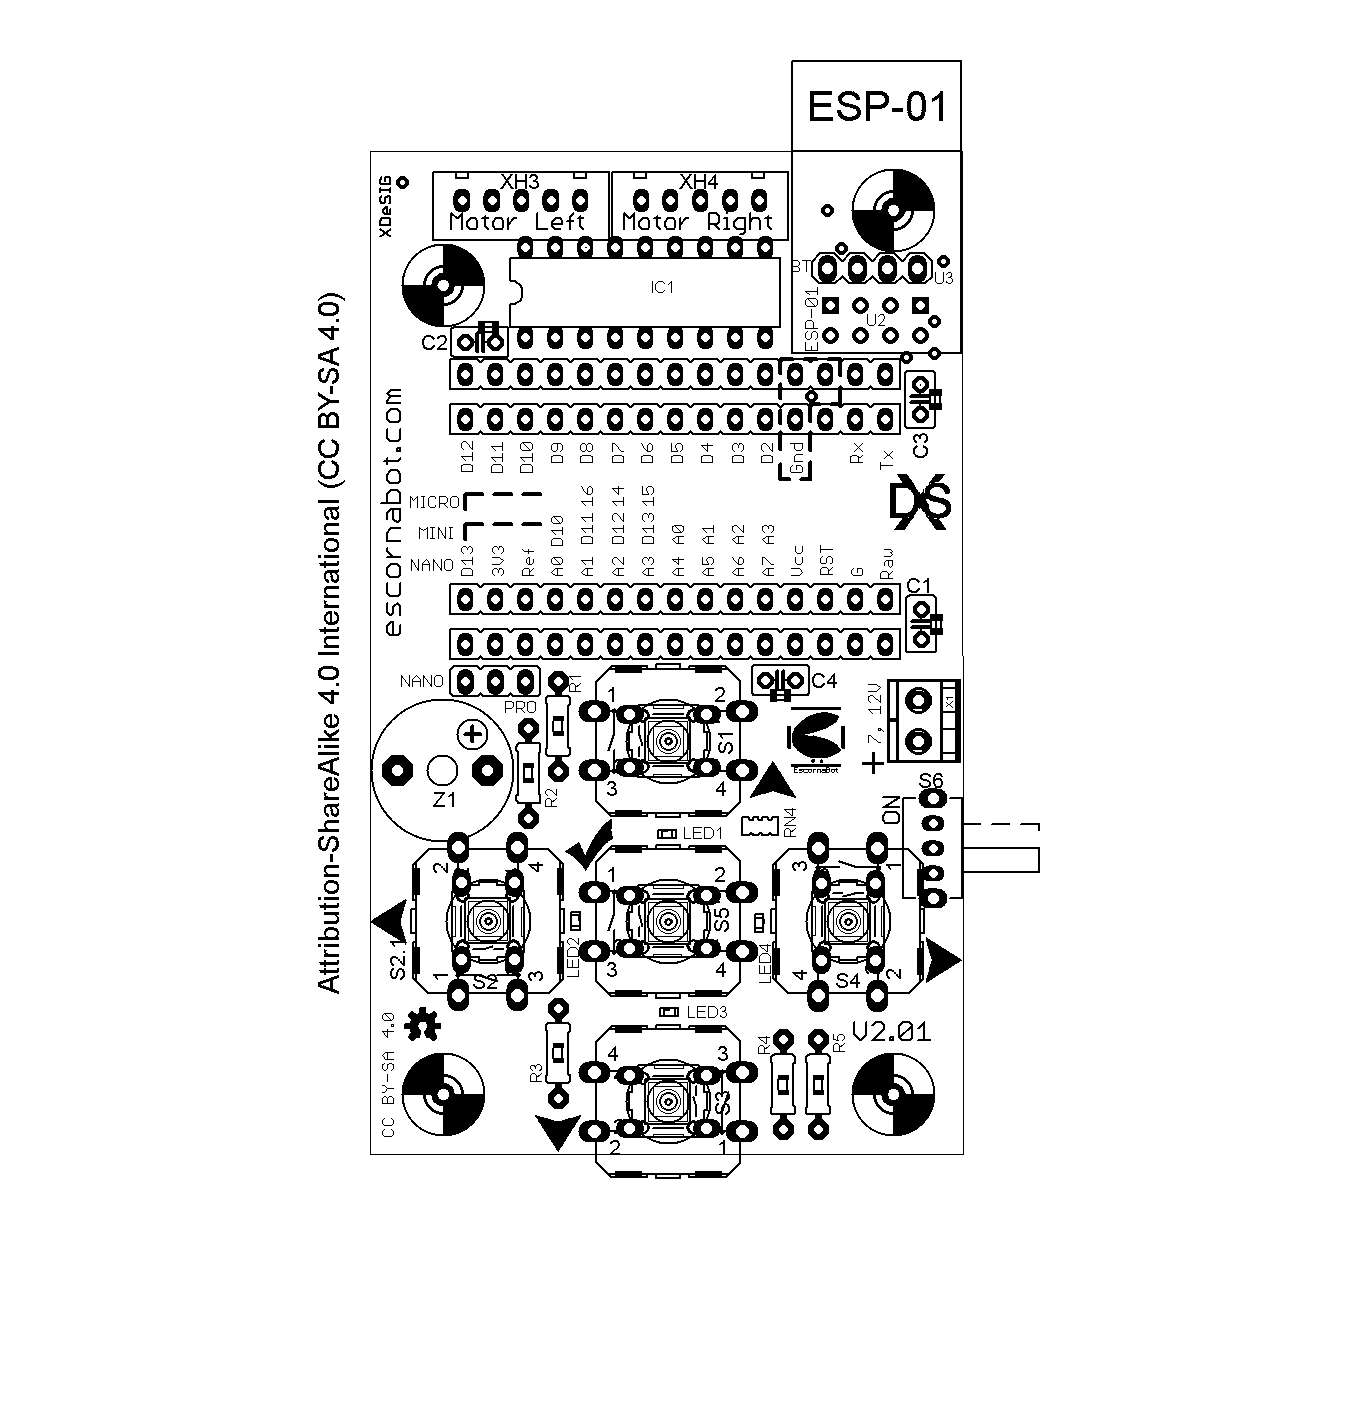 ESP-01
XDeSIG
XH3
XH4
Motor Left
Motor Right
BT
U3
IC1
ESP-01
U2
C2
Attribution-ShareAlike 4.0 International (CC BY-SA 4.0)
escornabot.com
C3
D12 D11 D10 D9 D8 D7 D6 D5 D4 D3 D2 Gnd Rx Tx
DXS
MICRO
16 14 15
MINI
D10 D11 D12 D13 A0 A1 A2 A3
NANO
D13 3V3 Ref A0 A1 A2 A3 A4 A5 A6 A7 Vcc RST G Raw
C1
NANO
PRO
R1
1 2
S1
3 4
C4
EscornaBot
+ 7, 12V
X1
+
Z1
R2
S6
ON
LED1
RN4
2 4
1 3
S2
S2.1
LED2
1 2
S5
3 4
LED4
3 1
4 2
S4
LED3
CC BY-SA 4.0
V2.01
R3
4 3
S3
2 1
R4
R5